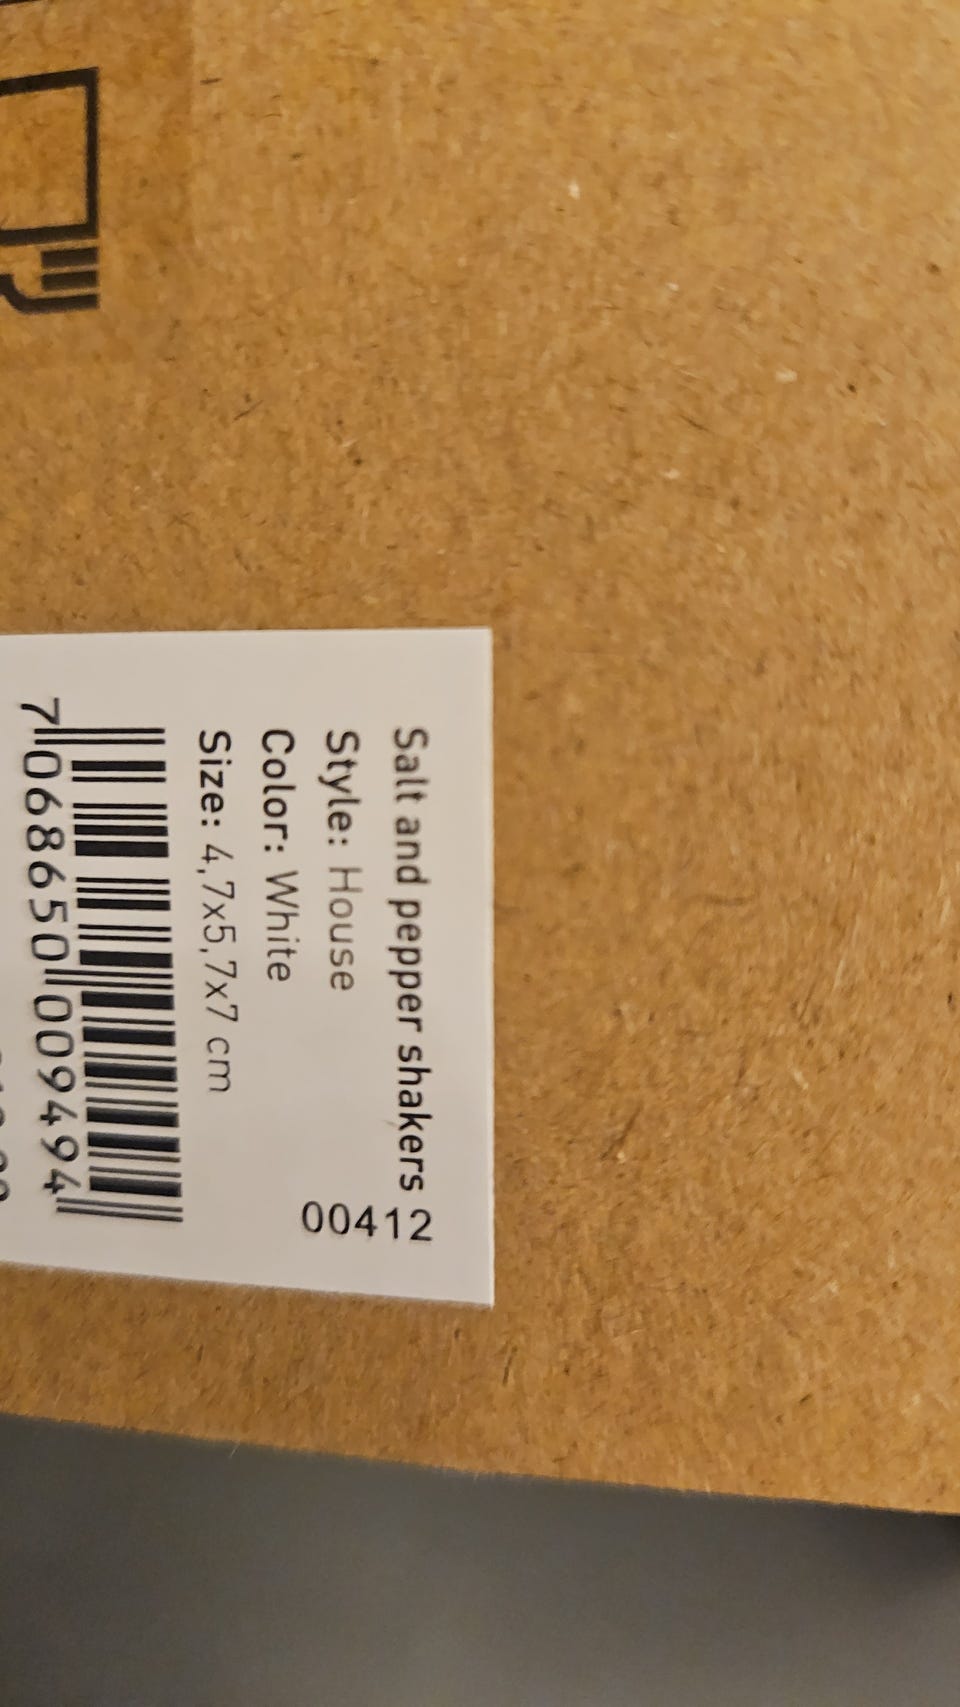 Salt and pepper shakers
Style: House
Color: White
Size: 4,7x5,7x7 cm
00412
7 068650 009494